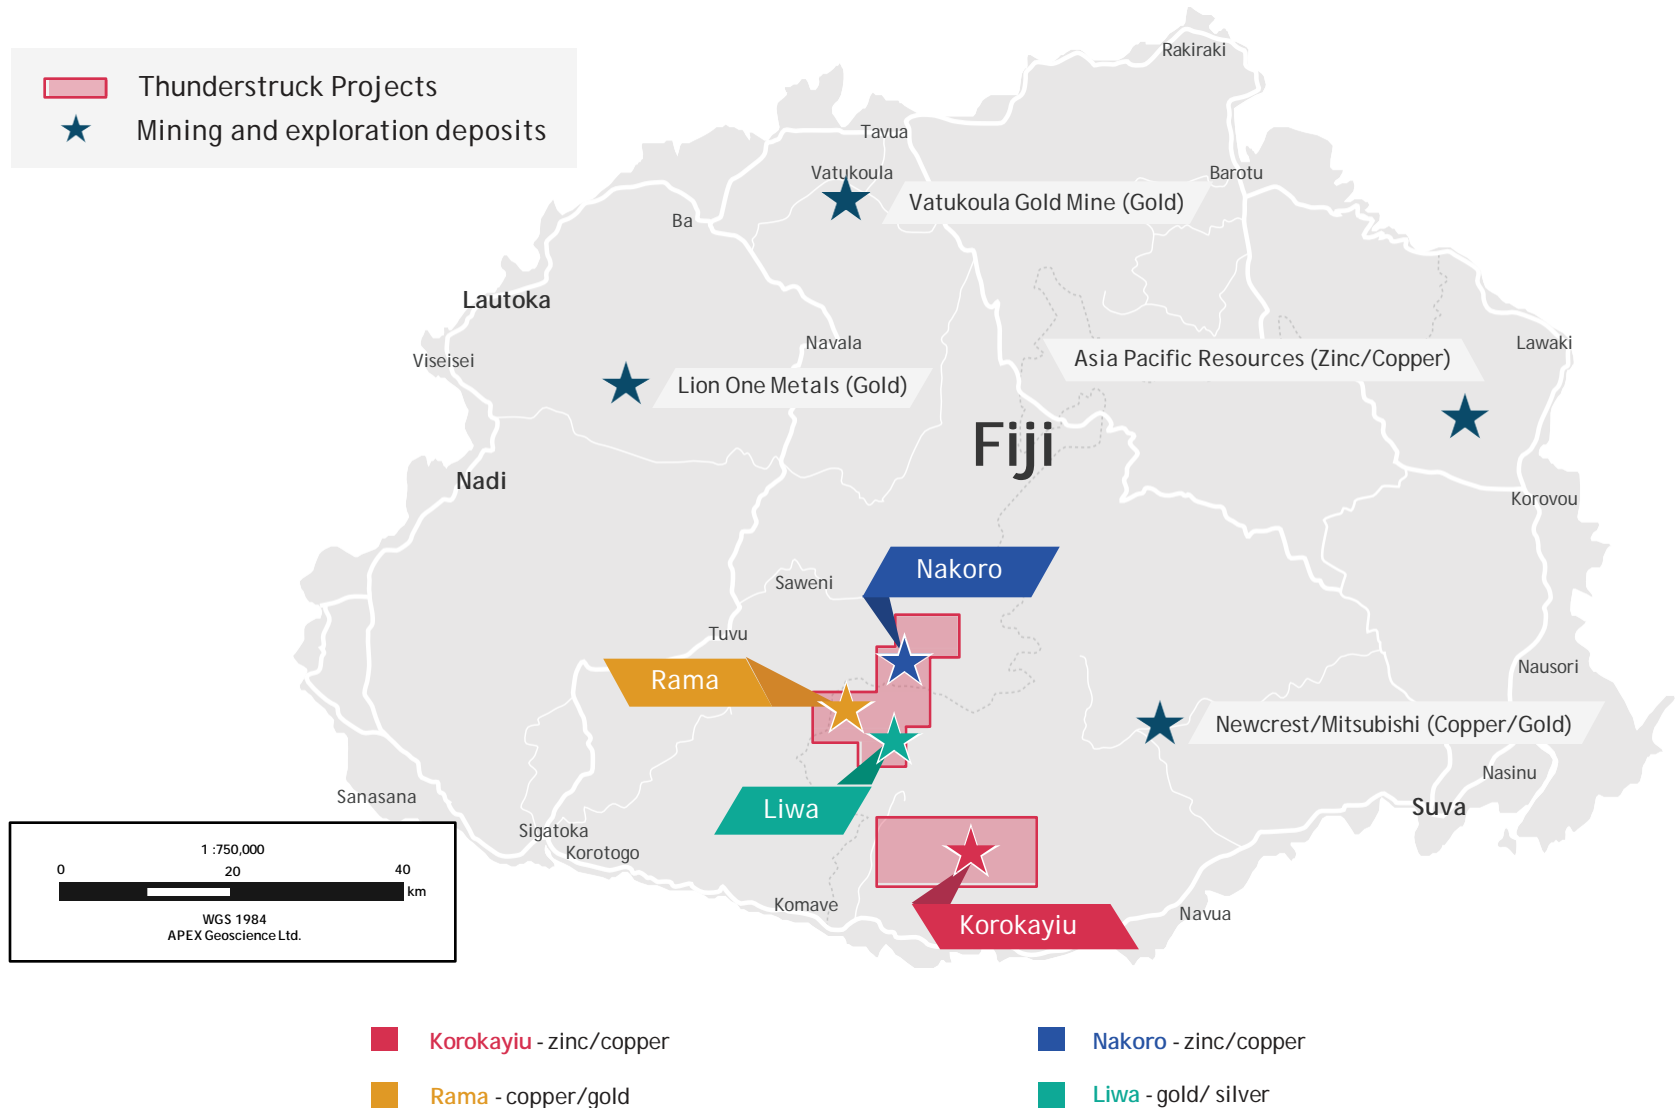 Rakiraki
Thunderstruck Projects
Mining and exploration deposits
Tavua
Vatukoula
Barotu
Vatukoula Gold Mine (Gold)
Ba
Lautoka
Navala
Lawaki
Viseisei
Asia Pacific Resources (Zinc/Copper)
Lion One Metals (Gold)
Fiji
Nadi
Korovou
Nakoro
Saweni
Tuvu
Nausori
Rama
Newcrest/Mitsubishi (Copper/Gold)
Nasinu
Sanasana
Liwa
Suva
Sigatoka
Korotogo
1 :750,000
0 20 40
km
WGS 1984
APEX Geoscience Ltd.
Komave
Navua
Korokayiu
Korokayiu - zinc/copper
Nakoro - zinc/copper
Rama - copper/gold
Liwa - gold/ silver